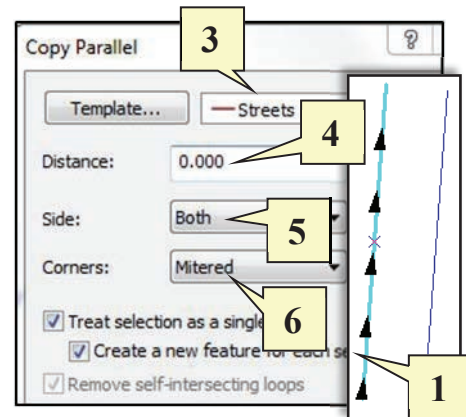 Copy Parallel
3
Template...
Streets
4
Distance:
0.000
Side:
Both
5
Corners:
Mitered
6
Treat selection as a single
Create a new feature for each se
1
Remove self-intersecting loops